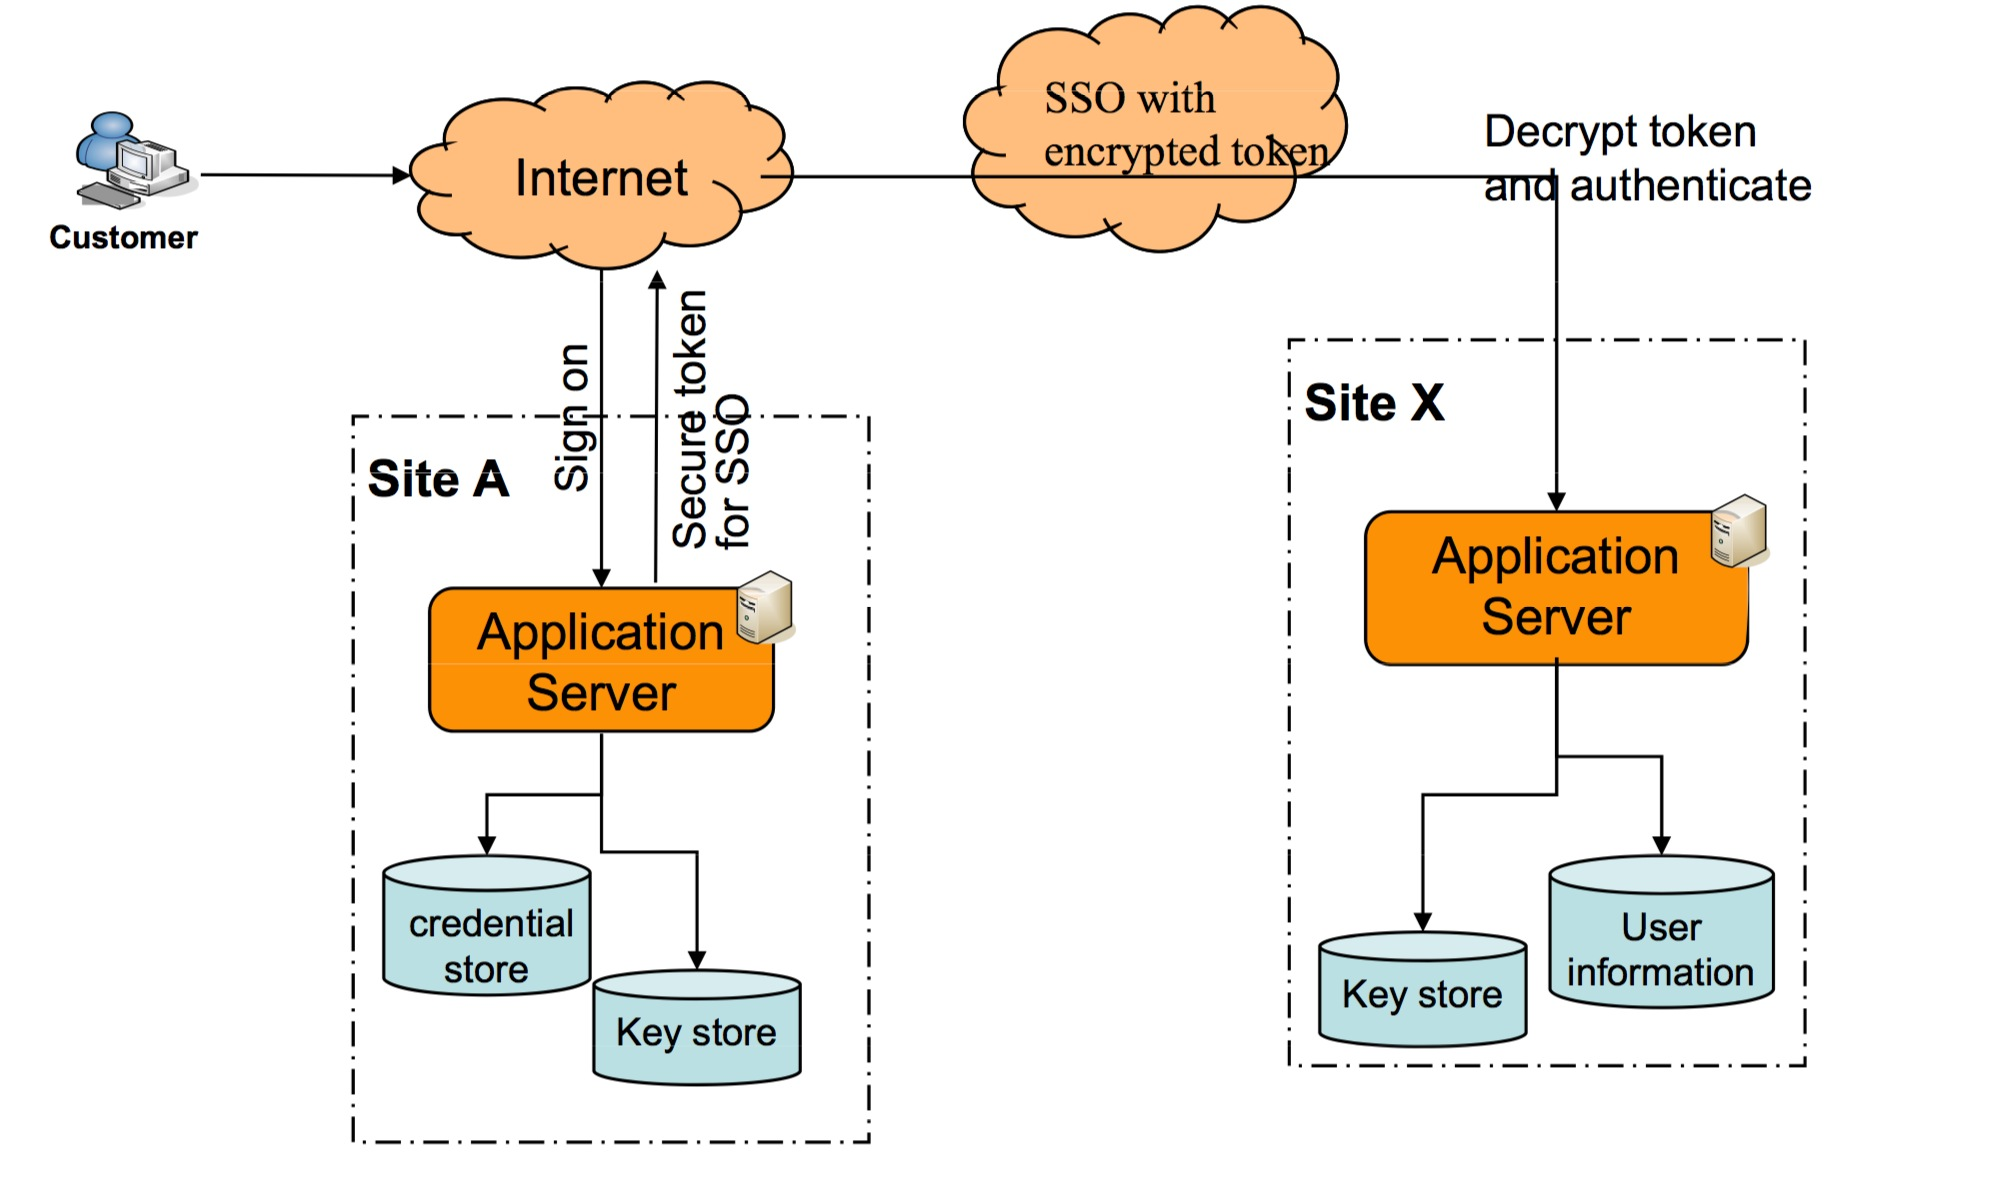 SSO with
encrypted token
Decrypt token
and authenticate
Internet
Customer
Sign on
Secure token
for SSO
Site X
Site A
Application
Server
Application
Server
credential
store
Key store
User
information
Key store